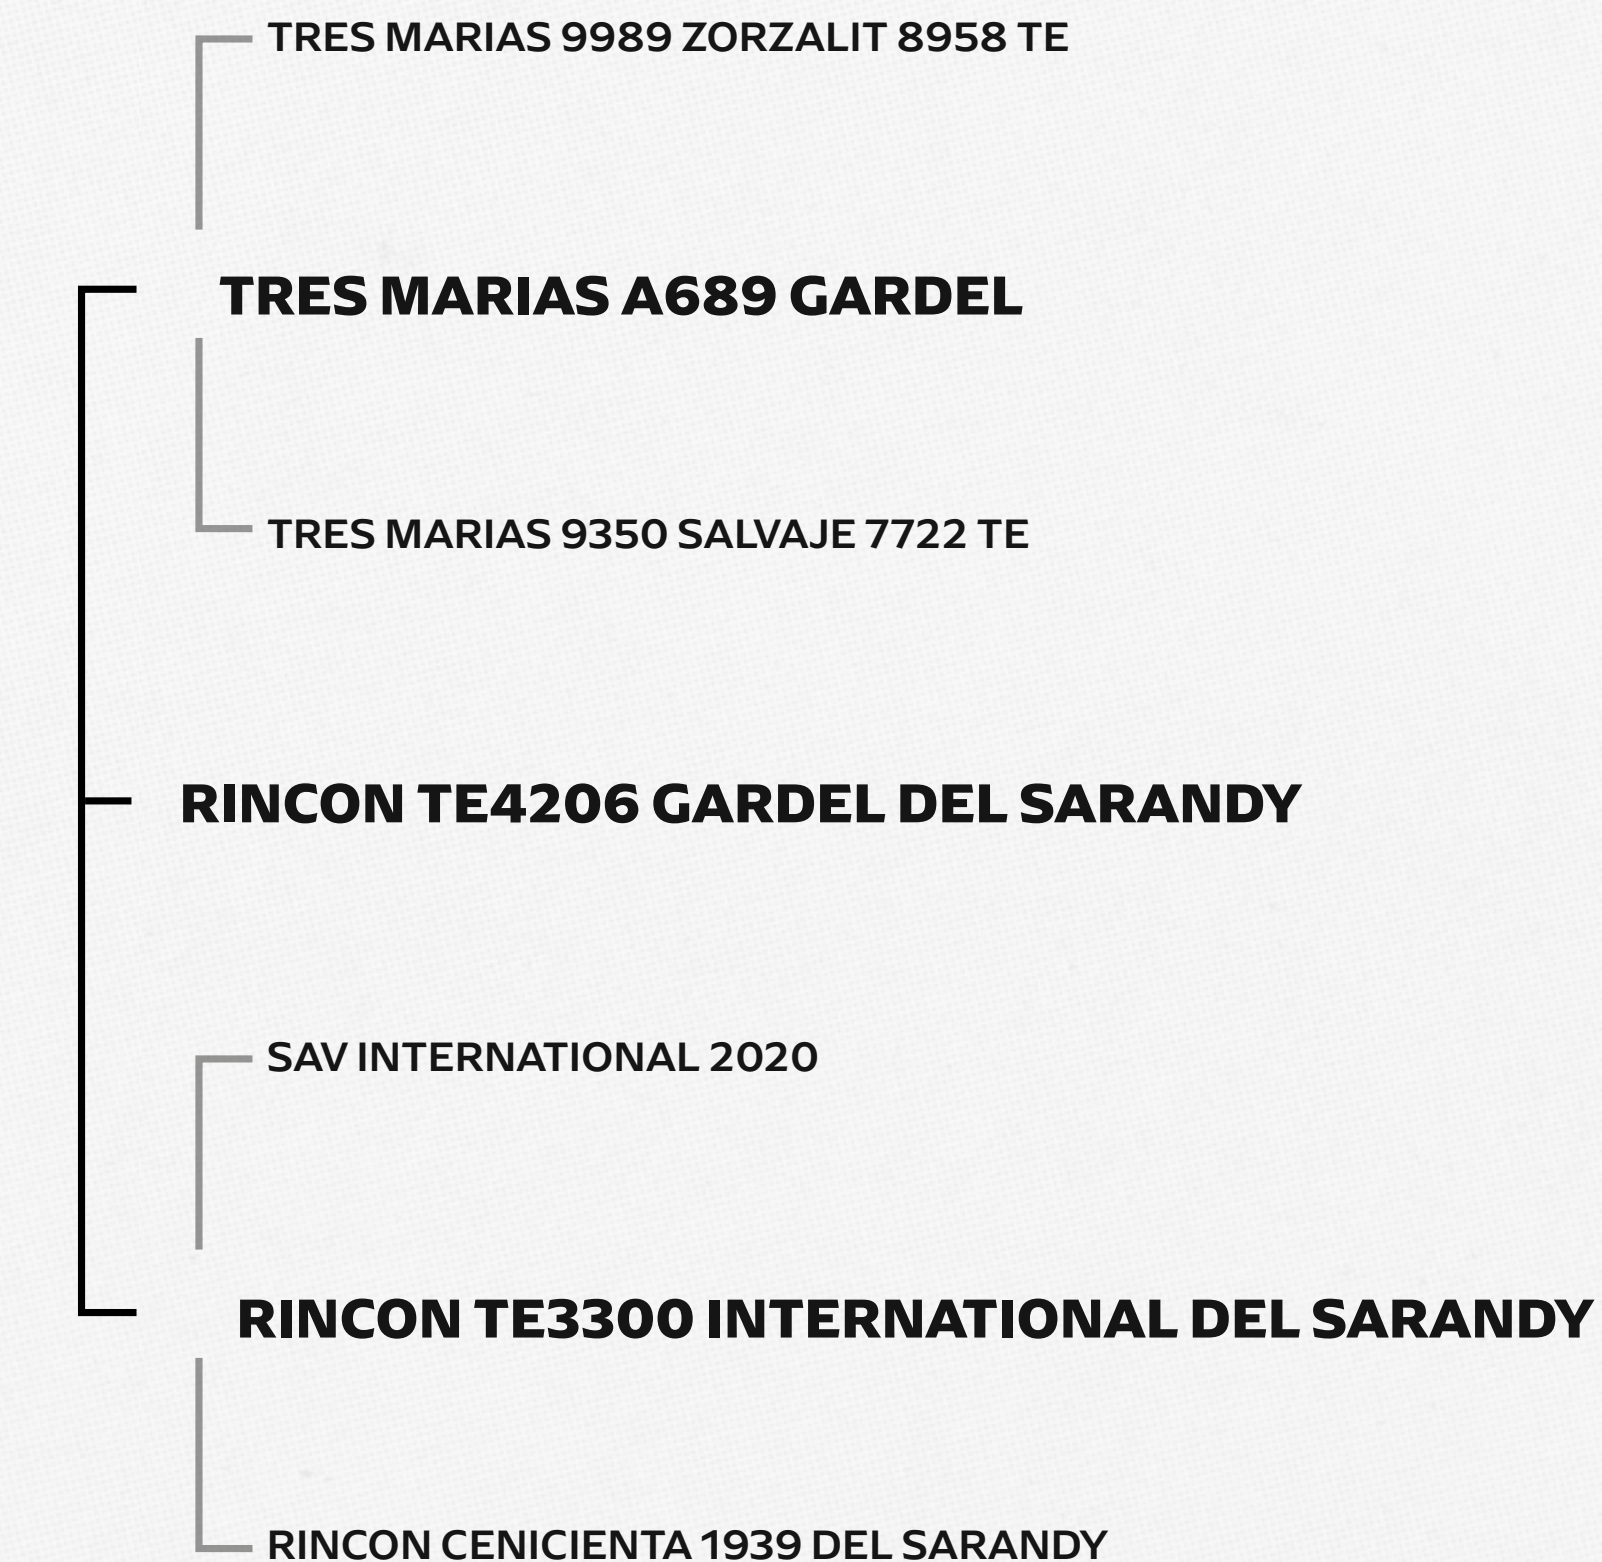 TRES MARIAS 9989 ZORZALIT 8958 TE
TRES MARIAS A689 GARDEL
TRES MARIAS 9350 SALVAJE 7722 TE
RINCON TE4206 GARDEL DEL SARANDY
SAV INTERNATIONAL 2020
RINCON TE3300 INTERNATIONAL DEL SARANDY
RINCON CENICIENTA 1939 DEL SARANDY